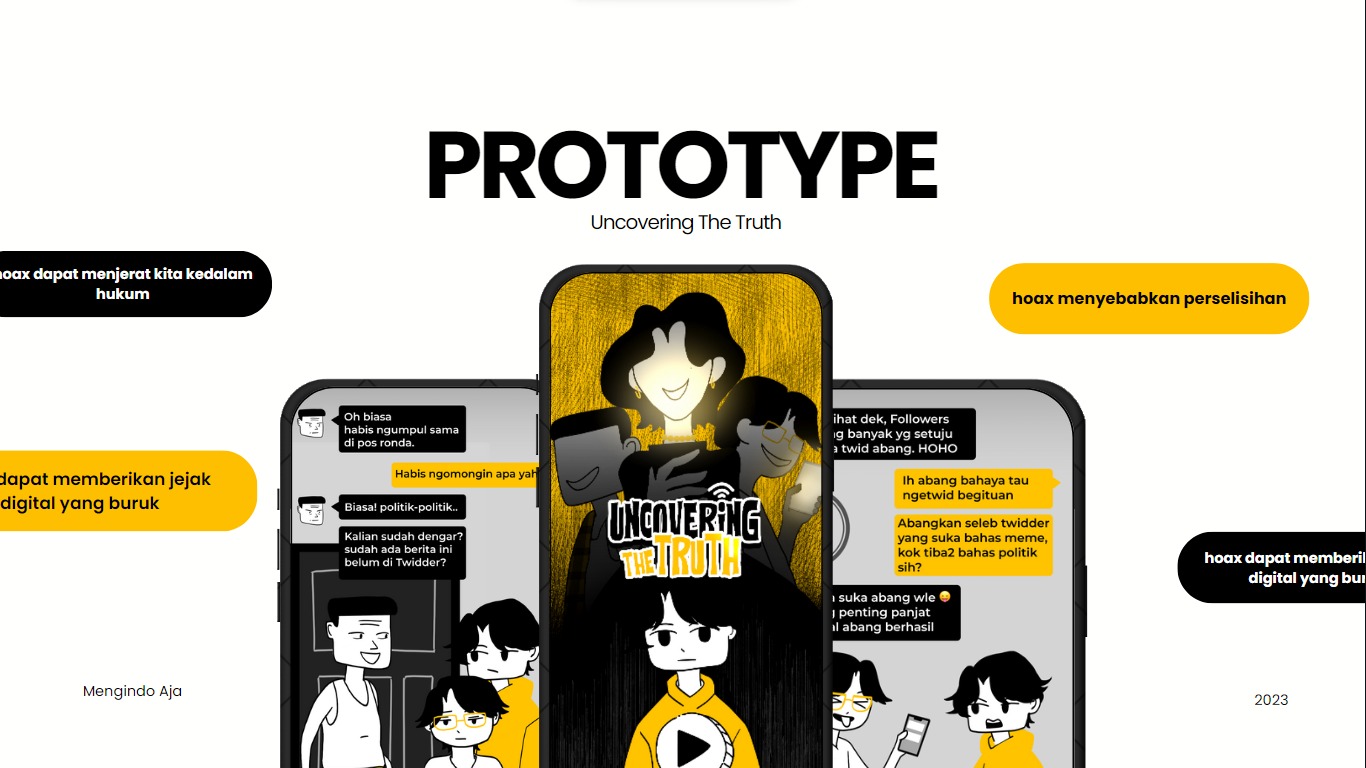 PROTOTYPE
Uncovering The Truth
hoax dapat menjerat kita kedalam
hukum
hoax menyebabkan perselisihan
dapat memberikan jejak
digital yang buruk
hoax dapat
digital yang
Oh biasa
habis ngumpul sama
di pos ronda.
Habis ngomongin apa yah
Biasa! politik-politik..
Kalian sudah dengar?
sudah ada berita ini
belum di Twidder?
UNCOVERING
THE TRUTH
dek, Followers
banyak yg setuju
twid abang. HOHO
Ih abang bahaya tau
ngetwid begituan
Abangkan seleb twidder
yang suka bahas meme,
kok tiba2 bahas politik
sih?
suka abang wle 😝
penting panjat
abang berhasil
Mengindo Aja
2023